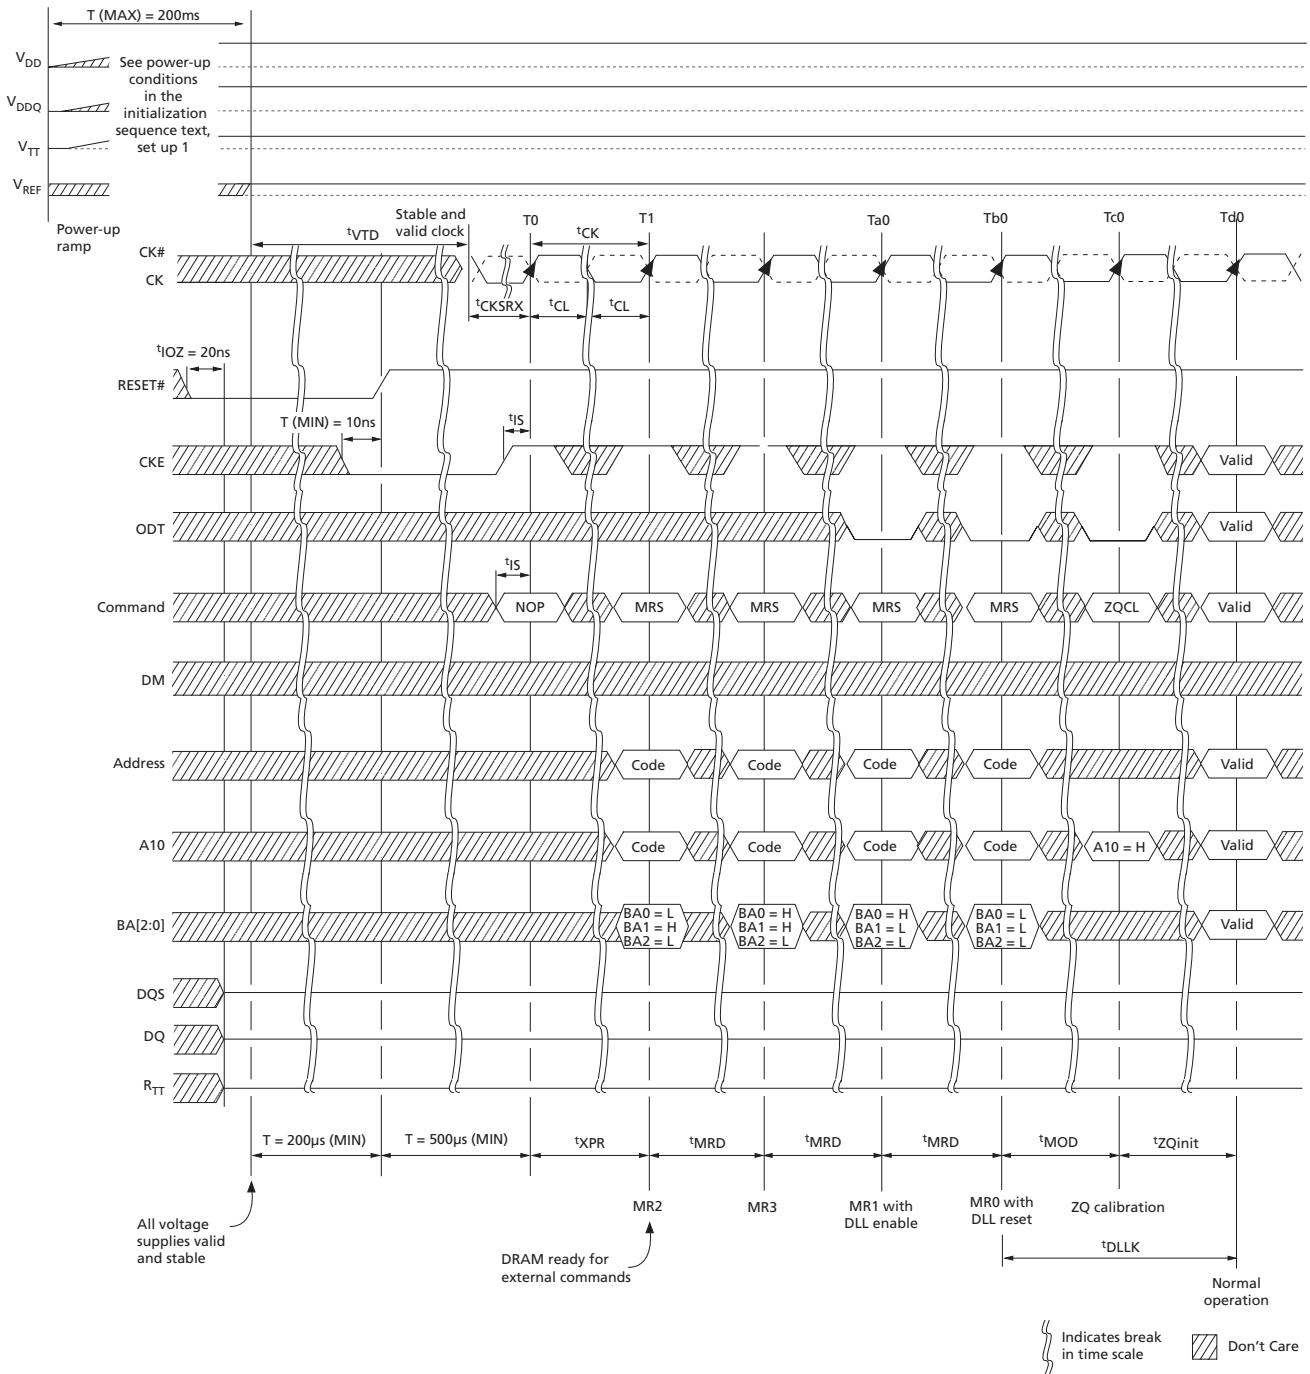 T (MAX) = 200ms
VDD
See power-up
conditions
in the
initialization
sequence text,
set up 1
VDDQ
VTT
VREF
Power-up
ramp
Stable and
valid clock
T0
T1
Ta0
Tb0
Tc0
Td0
tVTD
tCK
CK#
CK
tCKSRX
tCL
tCL
tIOZ = 20ns
RESET#
T (MIN) = 10ns
tIS
CKE
Valid
ODT
Valid
tIS
Command
NOP
MRS
MRS
MRS
MRS
ZQCL
Valid
DM
Address
Code
Code
Code
Code
Valid
A10
Code
Code
Code
Code
A10 = H
Valid
BA[2:0]
BA0 = L
BA1 = H
BA2 = L
BA0 = H
BA1 = H
BA2 = L
BA0 = H
BA1 = L
BA2 = L
BA0 = L
BA1 = L
BA2 = L
Valid
DQS
DQ
RTT
T = 200µs (MIN)
T = 500µs (MIN)
tXPR
tMRD
tMRD
tMRD
tMOD
tZQinit
All voltage
supplies valid
and stable
MR2
MR3
MR1 with
DLL enable
MR0 with
DLL reset
ZQ calibration
DRAM ready for
external commands
tDLLK
Normal
operation
Indicates break
in time scale
Don't Care